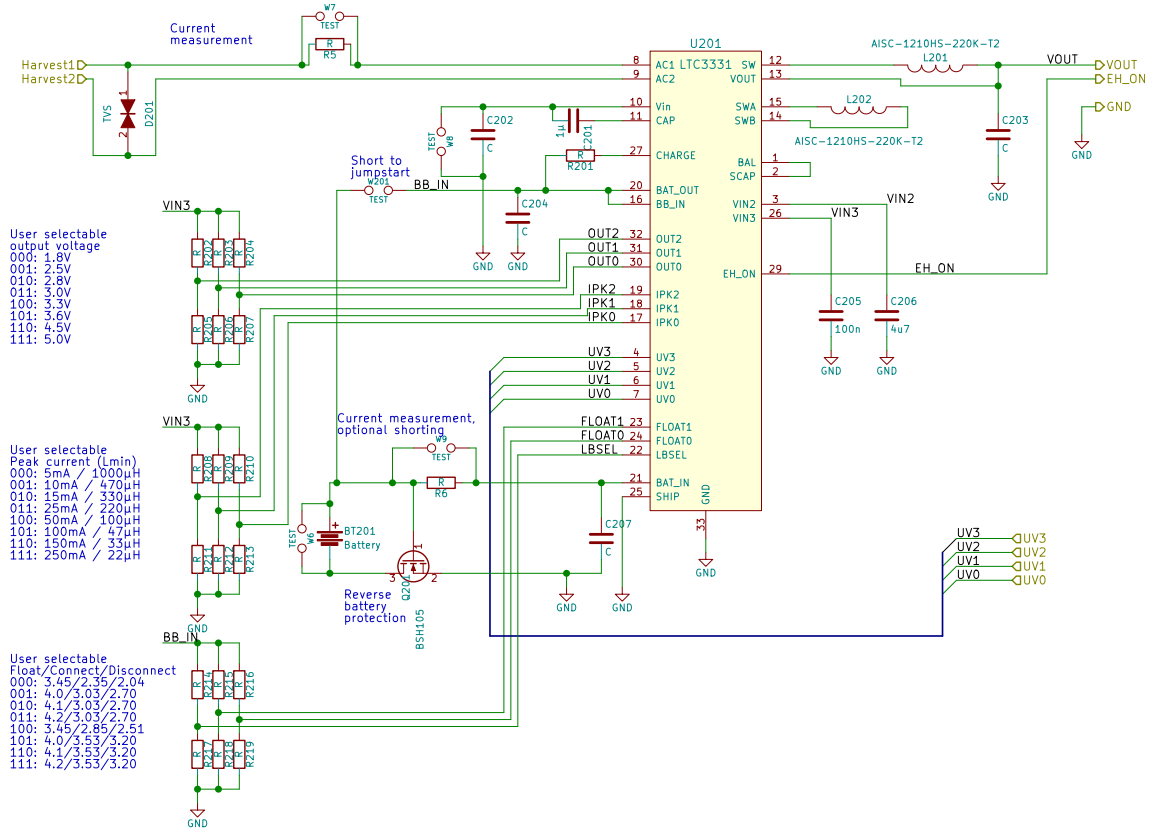 Current
measurement
W7
TEST
R
R5
Harvest1
Harvest2
TVS
1
2
D201
U201
LTC3331
8 AC1
9 AC2
10 Vin
11 CAP
27 CHARGE
20 BAT_OUT
16 BB_IN
32 OUT2
31 OUT1
30 OUT0
19 IPK2
18 IPK1
17 IPK0
4 UV3
5 UV2
6 UV1
7 UV0
23 FLOAT1
24 FLOAT0
22 LBSEL
21 BAT_IN
25 SHIP
SW 12
VOUT 13
SWA 15
SWB 14
BAL 1
SCAP 2
VIN2 3
VIN3 26
EH_ON 29
GND
33
GND
AISC-1210HS-220K-T2
L201
VOUT
VOUT
EH_ON
GND
GND
L202
AISC-1210HS-220K-T2
C203
C
GND
VIN2
VIN3
EH_ON
C205
100n
GND
C206
4u7
GND
TEST
W8
C202
C
1µ
C201
R
R201
Short to
jumpstart
W201
TEST
BB_IN
C204
C
GND
GND
OUT2
OUT1
OUT0
IPK2
IPK1
IPK0
UV3
UV2
UV1
UV0
FLOAT1
FLOAT0
LBSEL
VIN3
R
R202
R
R203
R
R204
R
R205
R
R206
R
R207
GND
User selectable
output voltage
000: 1.8V
001: 2.5V
010: 2.8V
011: 3.0V
100: 3.3V
101: 3.6V
110: 4.5V
111: 5.0V
VIN3
R
R208
R
R209
R
R210
R
R211
R
R212
R
R213
GND
User selectable
Peak current (Lmin)
000: 5mA / 1000µH
001: 10mA / 470µH
010: 15mA / 330µH
011: 25mA / 220µH
100: 50mA / 100µH
101: 100mA / 47µH
110: 150mA / 33µH
111: 250mA / 22µH
Current measurement,
optional shorting
W9
TEST
R
R6
TEST
W6
BT201
Battery
+
1
3
2
Q201
BSH105
Reverse
battery
protection
C207
C
GND
GND
UV3
UV2
UV1
UV0
UV3
UV2
UV1
UV0
BB_IN
R
R214
R
R215
R
R216
R
R217
R
R218
R
R219
GND
User selectable
Float/Connect/Disconnect
000: 3.45/2.35/2.04
001: 4.0/3.03/2.70
010: 4.1/3.03/2.70
011: 4.2/3.03/2.70
100: 3.45/2.85/2.51
101: 4.0/3.53/3.20
110: 4.1/3.53/3.20
111: 4.2/3.53/3.20